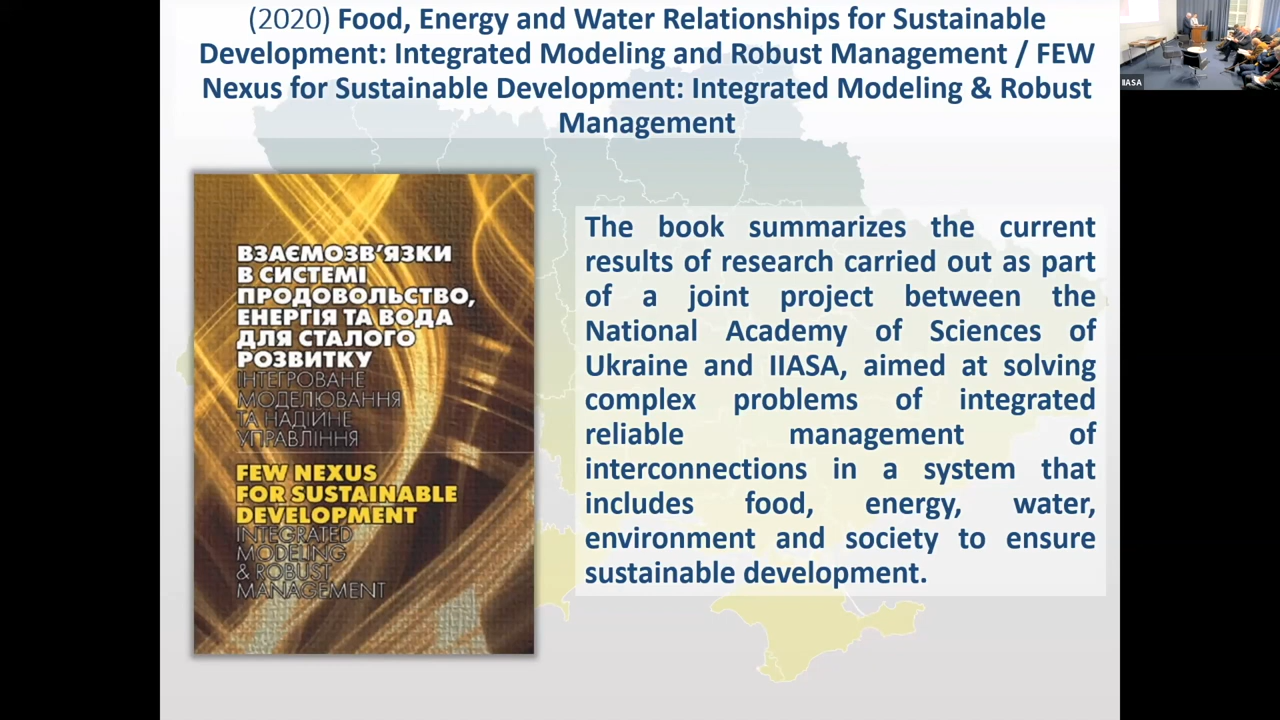 (2020) Food, Energy and Water Relationships for Sustainable
Development: Integrated Modeling and Robust Management / FEW
Nexus for Sustainable Development: Integrated Modeling & Robust
Management
ВЗАЄМОЗВ'ЯЗКИ
В СИСТЕМІ
ПРОДОВОЛЬСТВО,
ЕНЕРГІЯ ТА ВОДА
ДЛЯ СТАЛОГО
РОЗВИТКУ
ІНТЕГРОВАНЕ
МОДЕЛЮВАННЯ
ТА НАДІЙНЕ
УПРАВЛІННЯ
FEW NEXUS
FOR SUSTAINABLE
DEVELOPMENT
INTEGRATED
MODELING
& ROBUST
MANAGEMENT
The book summarizes the current
results of research carried out as part
of a joint project between the
National Academy of Sciences of
Ukraine and IIASA, aimed at solving
complex problems of integrated
reliable management of
interconnections in a system that
includes food, energy, water,
environment and society to ensure
sustainable development.
IIASA